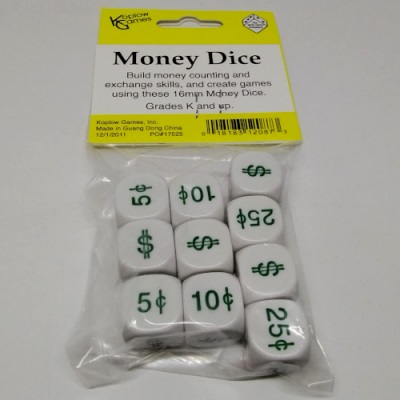 Koplow
Games
Money Dice
Build money counting and
exchange skills, and create games
using these 16mm Money Dice.
Grades K and up.
Koplow Games, Inc.
Made in Guang Dong China
12/1/2011 PO#17525
5¢ 10¢ $
25¢
$ $ $
5¢ 10¢ 25¢